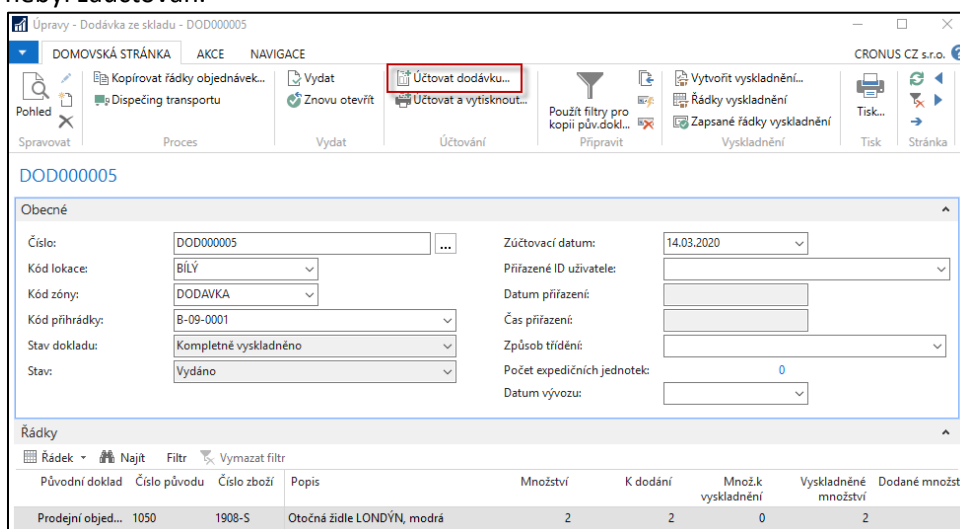 Úpravy - Dodávka ze skladu - DOD000005
DOMOVSKÁ STRÁNKA AKCE NAVIGACE CRONUS CZ s.r.o.
Pohled
Kopírovat řádky objednávek...
Dispečing transportu
Vydat
Znovu otevřít
Účtovat dodávku...
Účtovat a vytisknout...
Použít filtry pro
kopii pův.dokl...
Vytvořit vyskladnění...
Řádky vyskladnění
Zapsané řádky vyskladnění
Tisk...
Spravovat Proces Vydat Účtování Připravit Vyskladnění Tisk Stránka
DOD000005
Obecné
Číslo: DOD000005 ... Zúčtovací datum: 14.03.2020
Kód lokace: BÍLÝ Přiřazené ID uživatele:
Kód zóny: DODAVKA Datum přiřazení:
Kód přihrádky: B-09-0001 Čas přiřazení:
Stav dokladu: Kompletně vyskladněno Způsob třídění:
Stav: Vydáno Počet expedičních jednotek: 0
Datum vývozu:
Řádky
Řádek Najít Filtr Vymazat filtr
Původní doklad Číslo původu Číslo zboží Popis Množství K dodání Množ.k vyskladnění Vyskladněné množství Dodané množst
Prodejní objed... 1050 1908-S Otočná židle LONDÝN, modrá 2 2 0 2